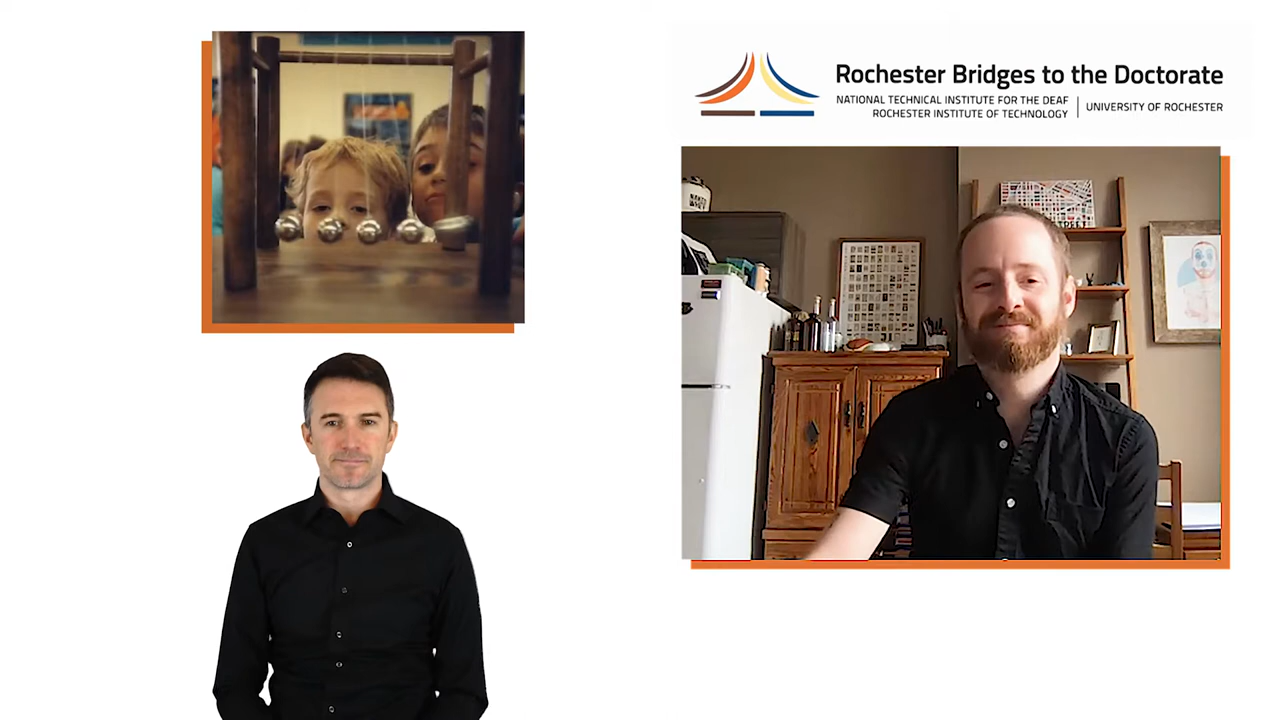 Rochester Bridges to the Doctorate
NATIONAL TECHNICAL INSTITUTE FOR THE DEAF
ROCHESTER INSTITUTE OF TECHNOLOGY
UNIVERSITY OF ROCHESTER